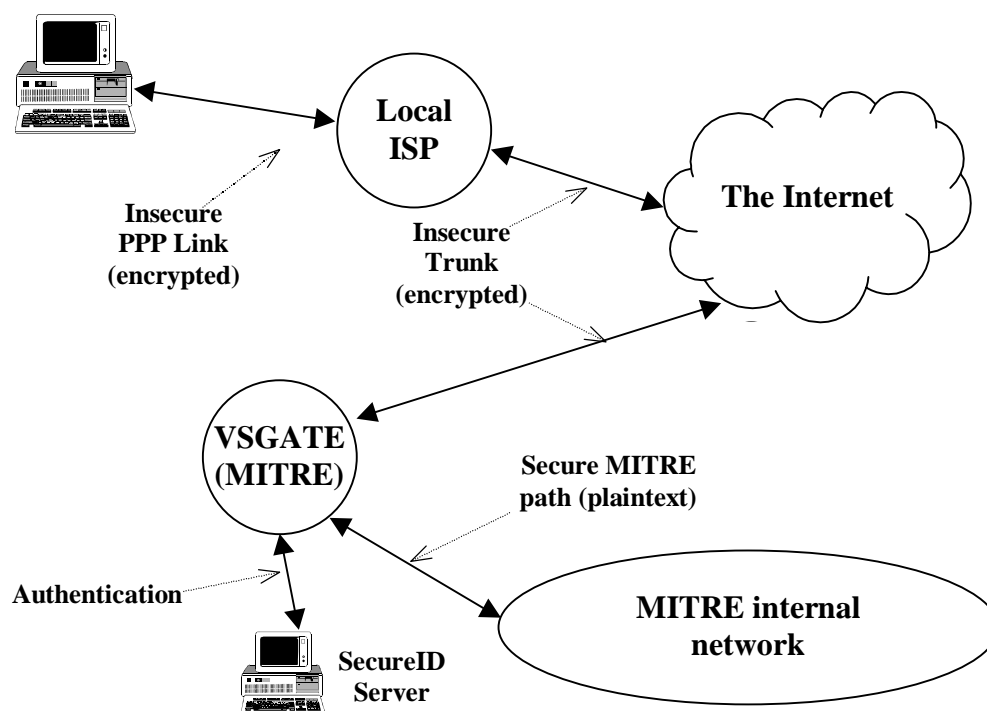 Local
ISP
The Internet
Insecure
PPP Link
(encrypted)
Insecure
Trunk
(encrypted)
VSGATE
(MITRE)
Secure MITRE
path (plaintext)
Authentication
MITRE internal
network
SecureID
Server